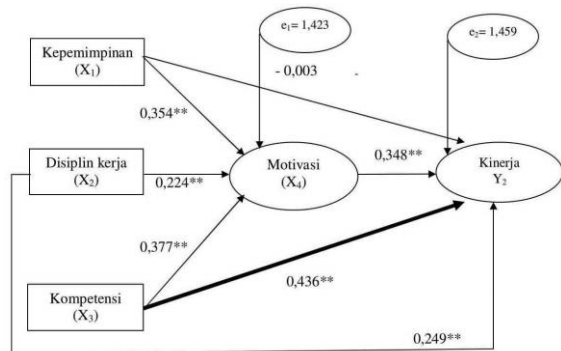 e₁= 1,423
e₂= 1,459
Kepemimpinan
(X₁)
- 0,003 -
0,354**
Disiplin kerja
(X₂)
0,224**
Motivasi
(X₄)
0,348**
Kinerja
Y₂
0,377**
Kompetensi
(X₃)
0,436**
0,249**